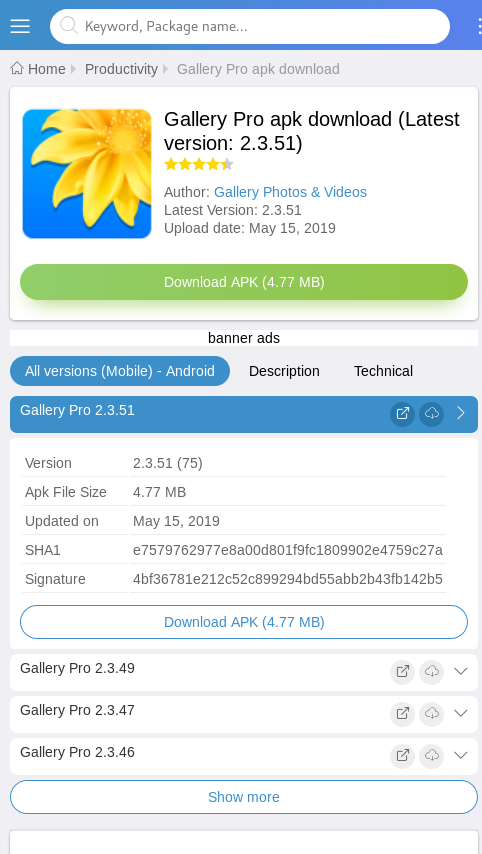 Keyword, Package name...
Home Productivity Gallery Pro apk download
Gallery Pro apk download (Latest
version: 2.3.51)
Author: Gallery Photos & Videos
Latest Version: 2.3.51
Upload date: May 15, 2019
Download APK (4.77 MB)
banner ads
All versions (Mobile) - Android Description Technical
Gallery Pro 2.3.51
Version 2.3.51 (75)
Apk File Size 4.77 MB
Updated on May 15, 2019
SHA1 e7579762977e8a00d801f9fc1809902e4759c27a
Signature 4bf36781e212c52c899294bd55abb2b43fb142b5
Download APK (4.77 MB)
Gallery Pro 2.3.49
Gallery Pro 2.3.47
Gallery Pro 2.3.46
Show more